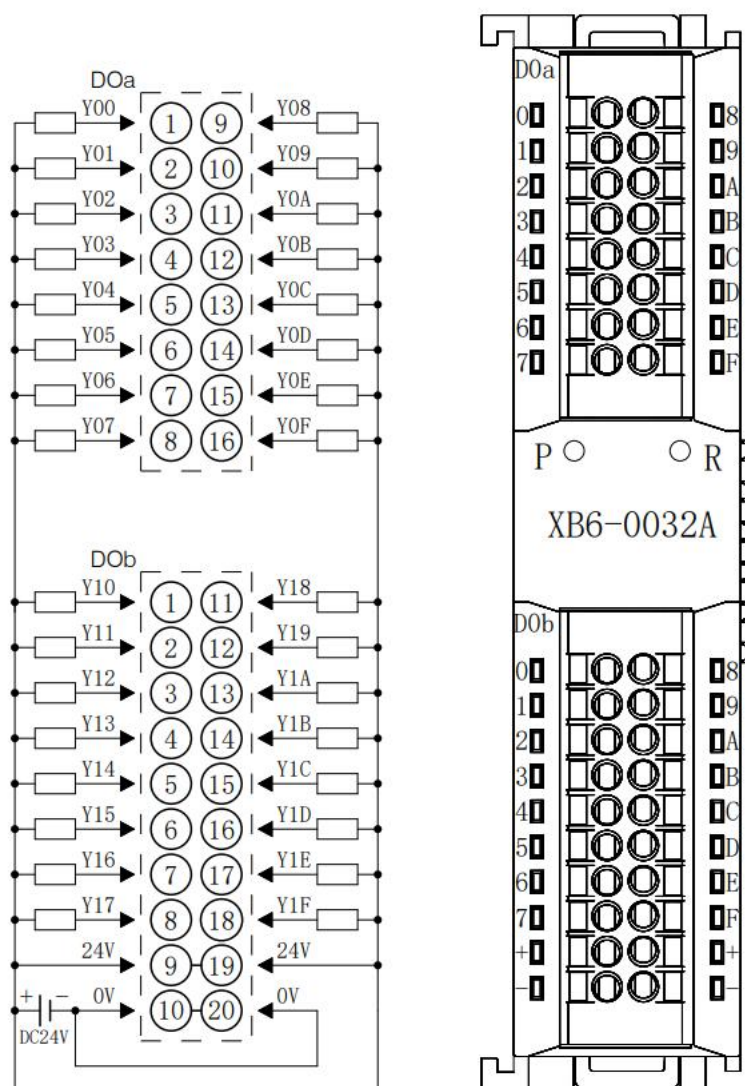 DOa
Y00 1 9 Y08
Y01 2 10 Y09
Y02 3 11 Y0A
Y03 4 12 Y0B
Y04 5 13 Y0C
Y05 6 14 Y0D
Y06 7 15 Y0E
Y07 8 16 Y0F
DOb
Y10 1 11 Y18
Y11 2 12 Y19
Y12 3 13 Y1A
Y13 4 14 Y1B
Y14 5 15 Y1C
Y15 6 16 Y1D
Y16 7 17 Y1E
Y17 8 18 Y1F
24V 9 19 24V
+ - 0V 10 20 0V
DC24V
DOa
0 8
1 9
2 A
3 B
4 C
5 D
6 E
7 F
P R
XB6-0032A
DOb
0 8
1 9
2 A
3 B
4 C
5 D
6 E
7 F
+ +
- -